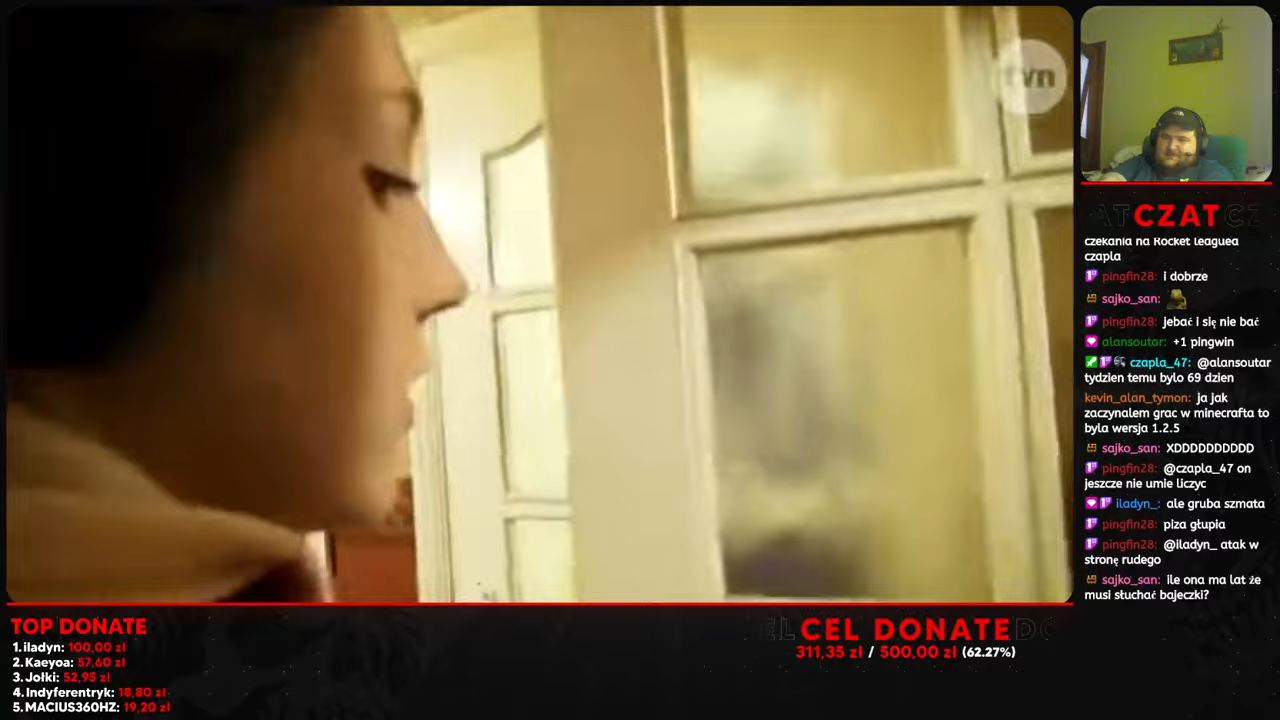 tvn
CZAT
czekania na Rocket leaguea
czapla
pingfin28: i dobrze
sajko_san:
pingfin28: jebać i się nie bać
alansoutar: +1 pingwin
czapla_47: @alansoutar
tydzien temu bylo 69 dzien
kevin_alan_tymon: ja jak
zaczynalem grac w minecrafta to
byla wersja 1.2.5
sajko_san: XDDDDDDDDDD
pingfin28: @czapla_47 on
jeszcze nie umie liczyc
iladyn_: ale gruba szmata
pingfin28: piza głupia
pingfin28: @iladyn_ atak w
stronę rudego
sajko_san: ile ona ma lat że
musi słuchać bajeczki?
TOP DONATE
1.iladyn: 100,00 zł
2.Kaeyoa: 57,60 zł
3.Jołki: 52,95 zł
4.Indyferentryk: 18,80 zł
5.MACIUS360HZ: 19,20 zł
CEL DONATE
311,35 zł / 500,00 zł (62.27%)